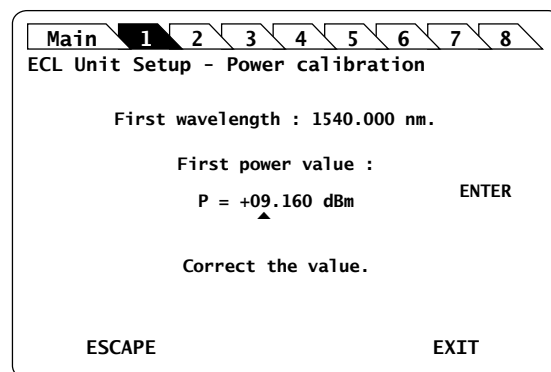 Main 1 2 3 4 5 6 7 8
ECL Unit Setup - Power calibration
First wavelength : 1540.000 nm.
First power value :
P = +09.160 dBm
ENTER
Correct the value.
ESCAPE EXIT